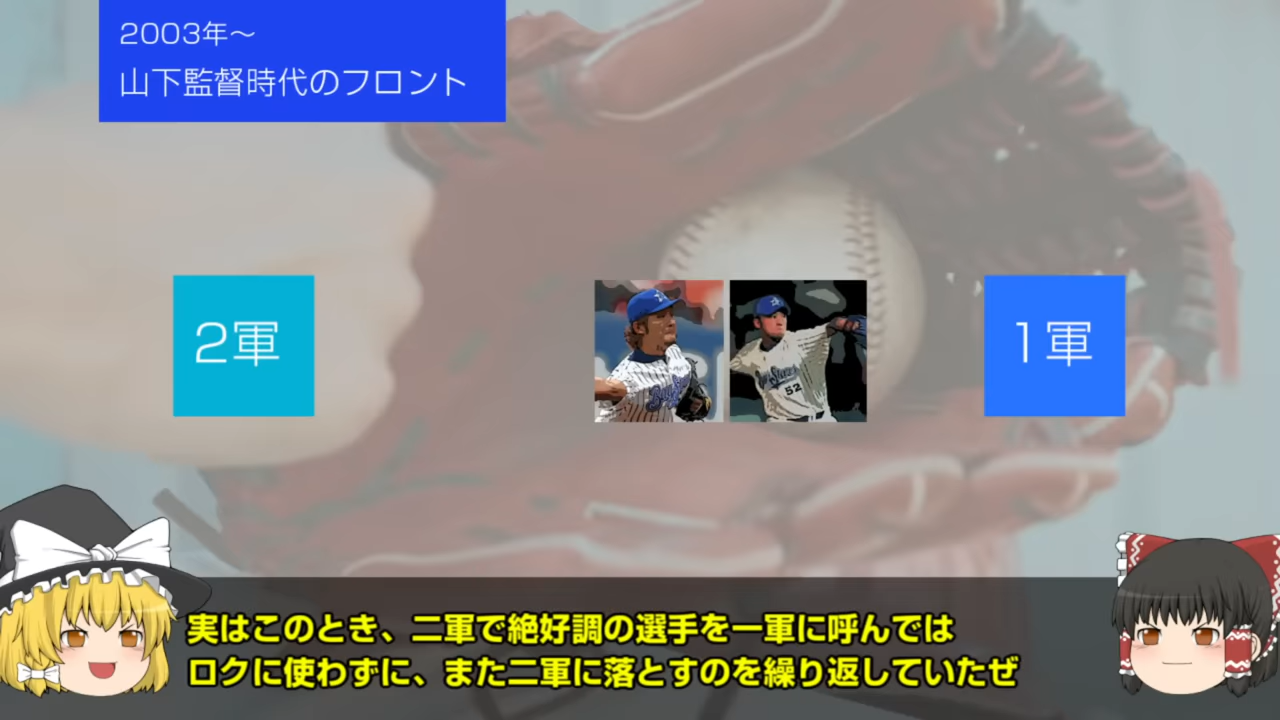 2003年～
山下監督時代のフロント
2軍
1軍
52
実はこのとき、二軍で絶好調の選手を一軍に呼んでは
ロクに使わずに、また二軍に落とすのを繰り返していたぜ